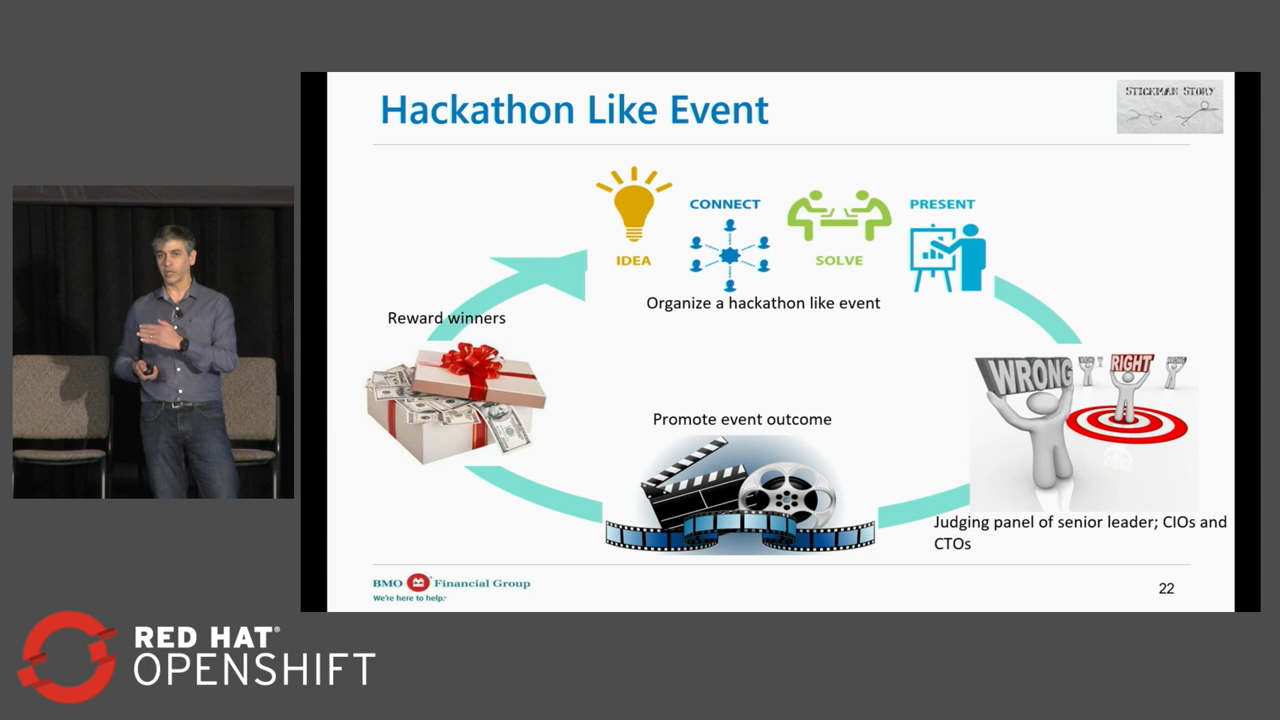 Hackathon Like Event
STICKMAN STORY
CONNECT
PRESENT
IDEA
SOLVE
Organize a hackathon like event
Reward winners
WRONG
RIGHT
Promote event outcome
Judging panel of senior leader; CIOs and
CTOs
BMO Financial Group
We're here to help.
22
RED HAT®
OPENSHIFT